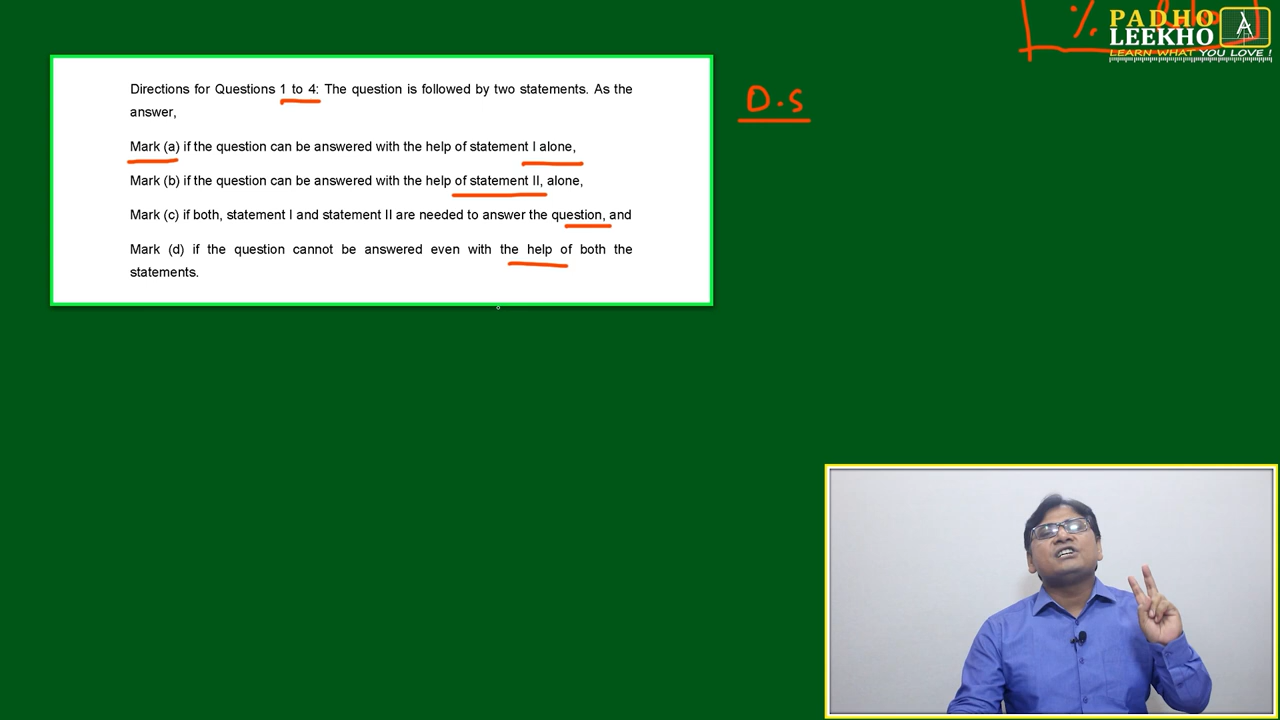 PADHO
LEEKHO
LEARN WHAT YOU LOVE !
%
Directions for Questions 1 to 4: The question is followed by two statements. As the
answer,
D.S
Mark (a) if the question can be answered with the help of statement I alone,
Mark (b) if the question can be answered with the help of statement II, alone,
Mark (c) if both, statement I and statement II are needed to answer the question, and
Mark (d) if the question cannot be answered even with the help of both the
statements.